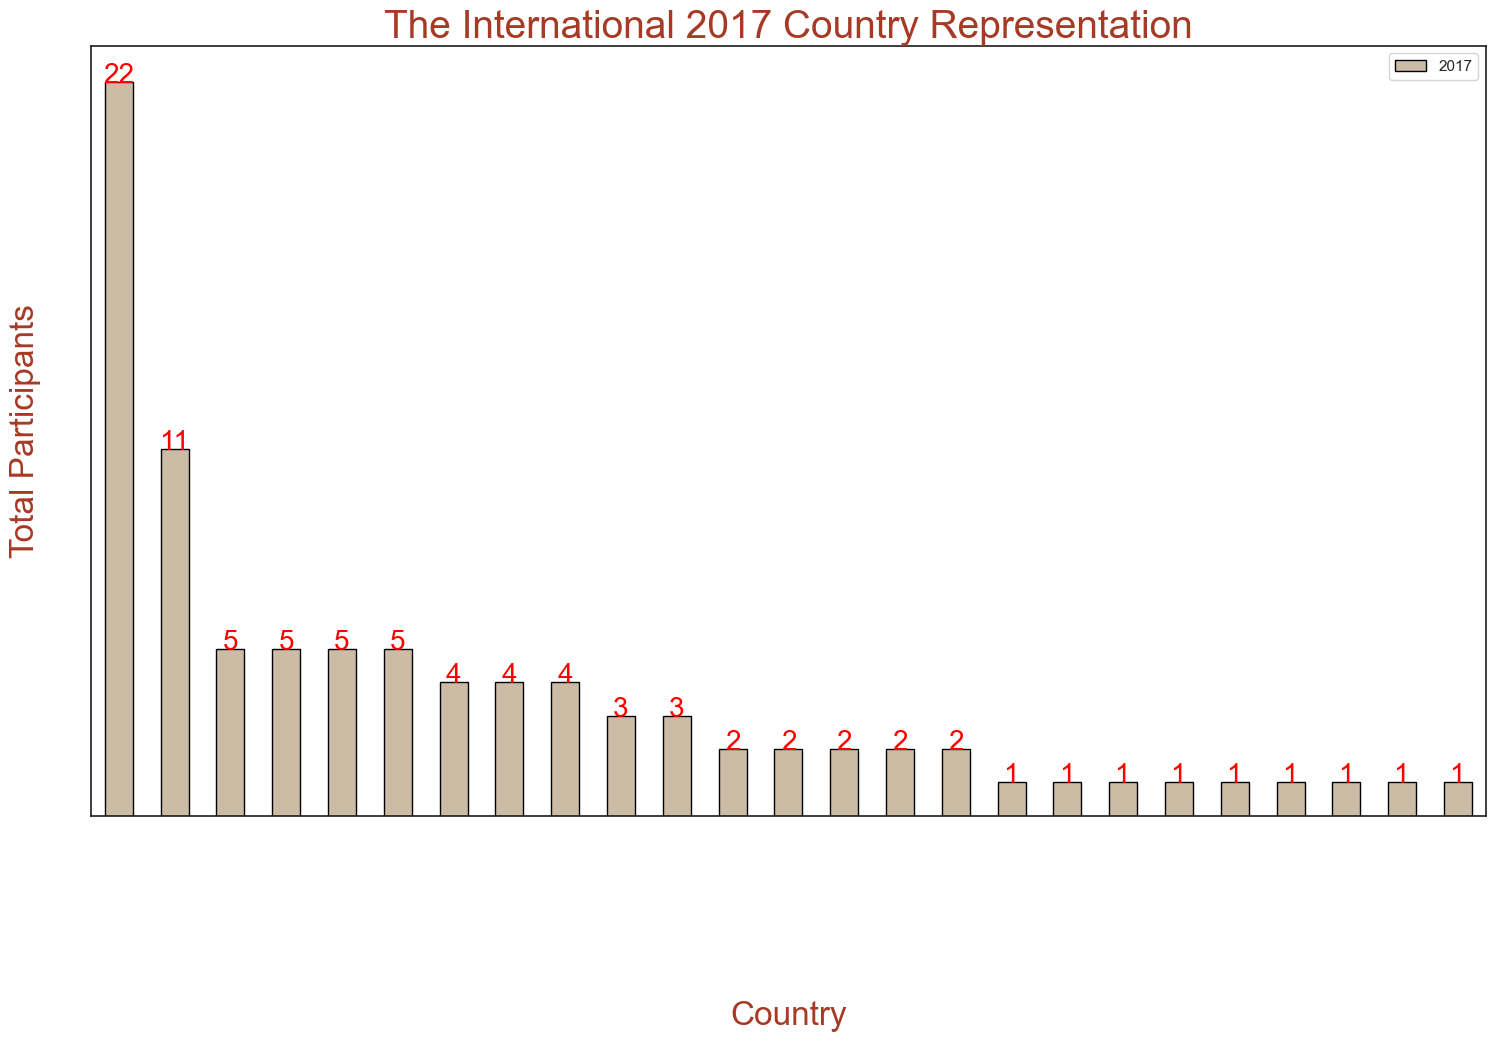 The International 2017 Country Representation
2017
22
11
5 5 5 5
4 4 4
3 3
2 2 2 2 2
1 1 1 1 1 1 1 1 1
Total Participants
Country